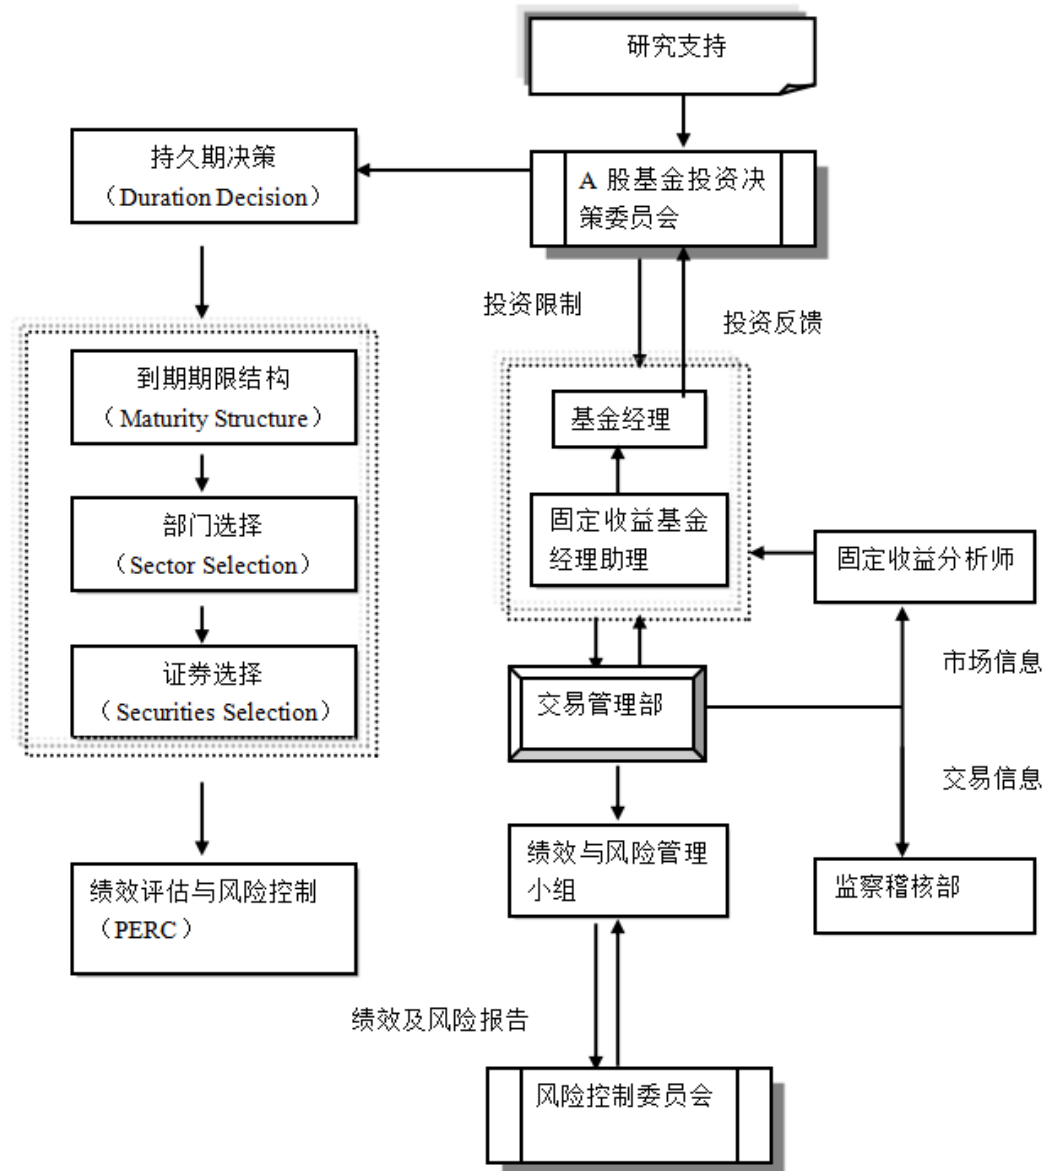 研究支持
持久期决策
（Duration Decision）
A 股基金投资决
策委员会
投资限制
投资反馈
到期期限结构
（Maturity Structure）
基金经理
部门选择
（Sector Selection）
固定收益基金
经理助理
固定收益分析师
证券选择
（Securities Selection）
交易管理部
市场信息
交易信息
绩效评估与风险控制
（PERC）
绩效与风险管理
小组
监察稽核部
绩效及风险报告
风险控制委员会